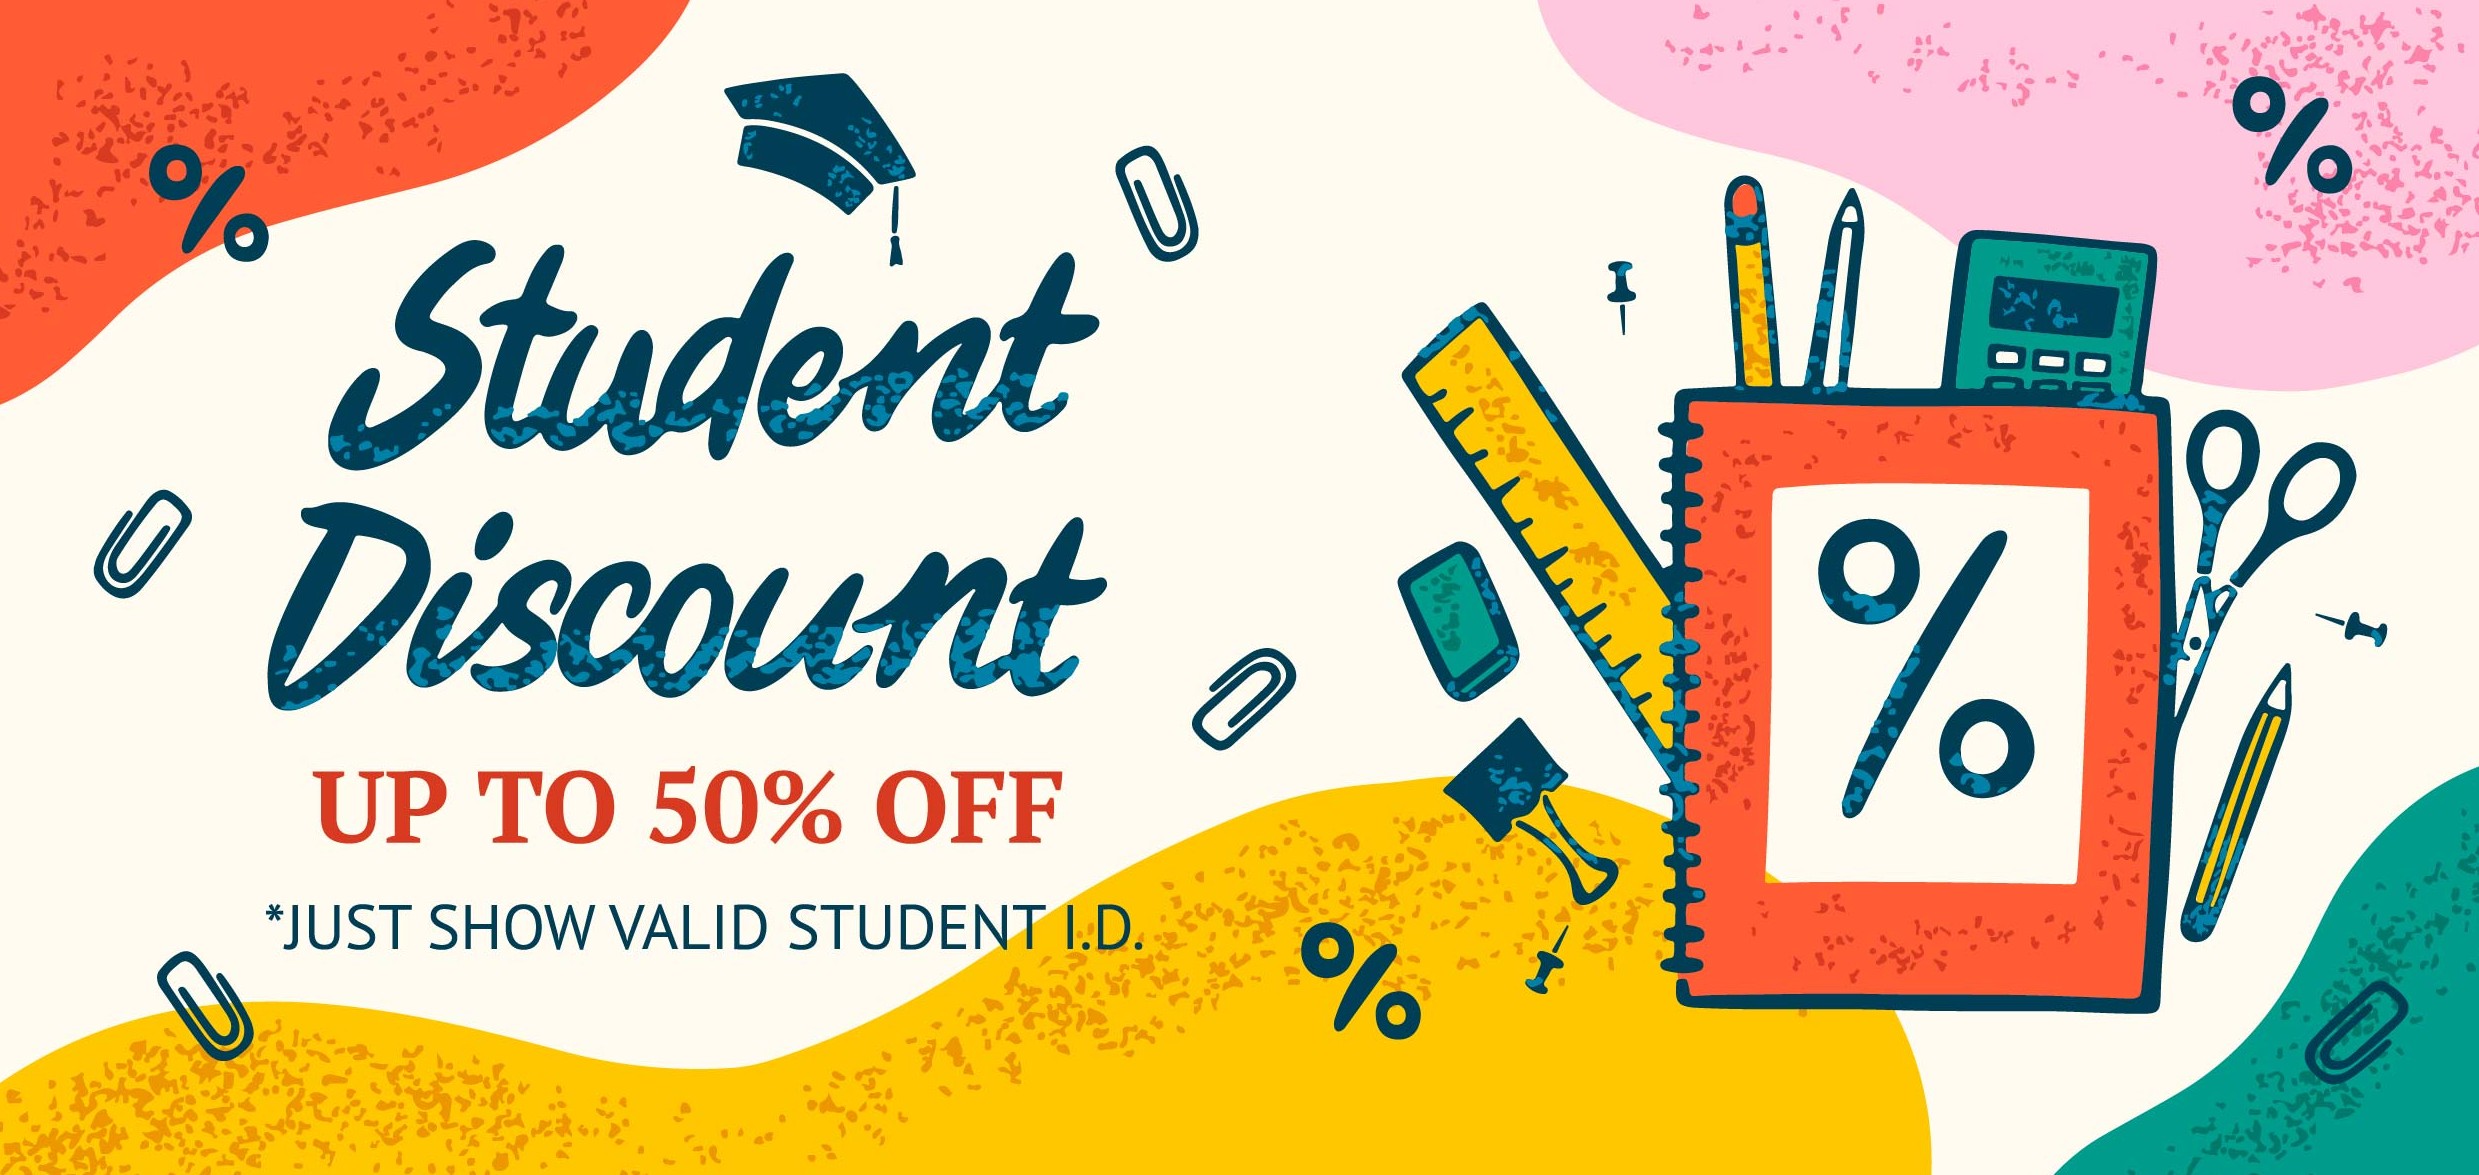 %
%
Student
Discount
UP TO 50% OFF
*JUST SHOW VALID STUDENT I.D.
%
%